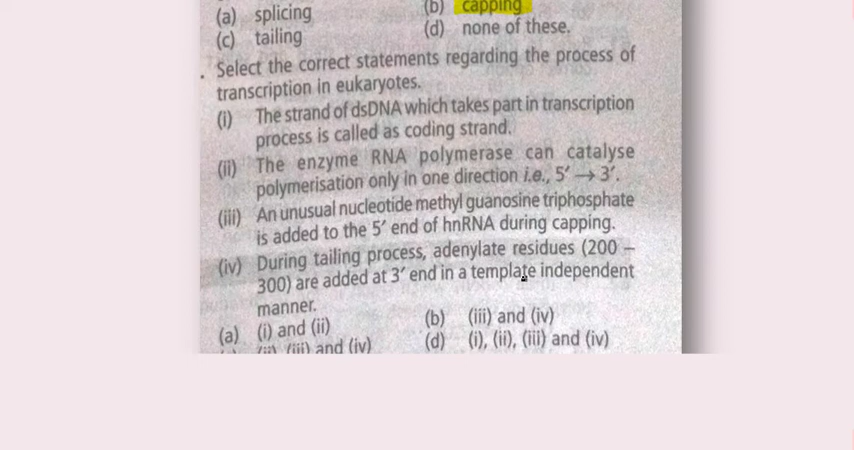 (a) splicing (b) capping
(c) tailing (d) none of these.
. Select the correct statements regarding the process of
transcription in eukaryotes.
(i) The strand of dsDNA which takes part in transcription
process is called as coding strand.
(ii) The enzyme RNA polymerase can catalyse
polymerisation only in one direction i.e., 5′ → 3′.
(iii) An unusual nucleotide methyl guanosine triphosphate
is added to the 5′ end of hnRNA during capping.
(iv) During tailing process, adenylate residues (200 –
300) are added at 3′ end in a template independent
manner.
(a) (i) and (ii) (b) (iii) and (iv)
(ii), (iii) and (iv) (d) (i), (ii), (iii) and (iv)